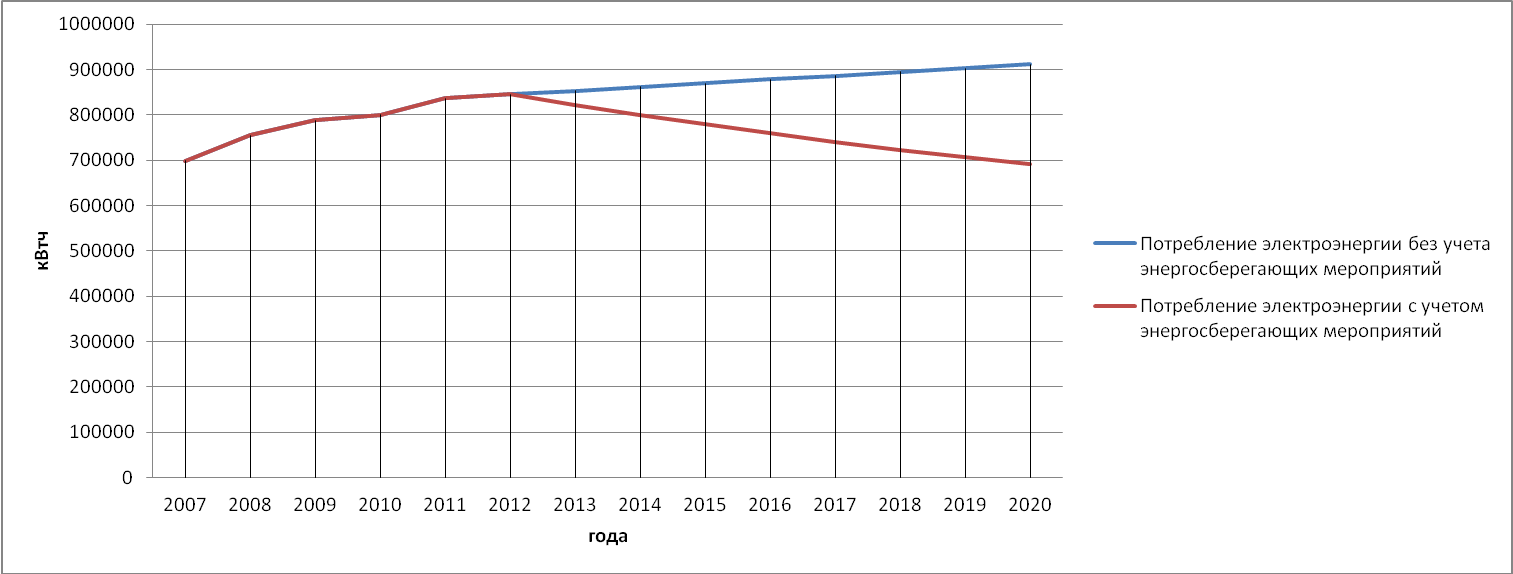 1000000
900000
800000
700000
600000
500000
400000
300000
200000
100000
0
кВтч
2007 2008 2009 2010 2011 2012 2013 2014 2015 2016 2017 2018 2019 2020
года
Потребление электроэнергии без учета
энергосберегающих мероприятий
Потребление электроэнергии с учетом
энергосберегающих мероприятий